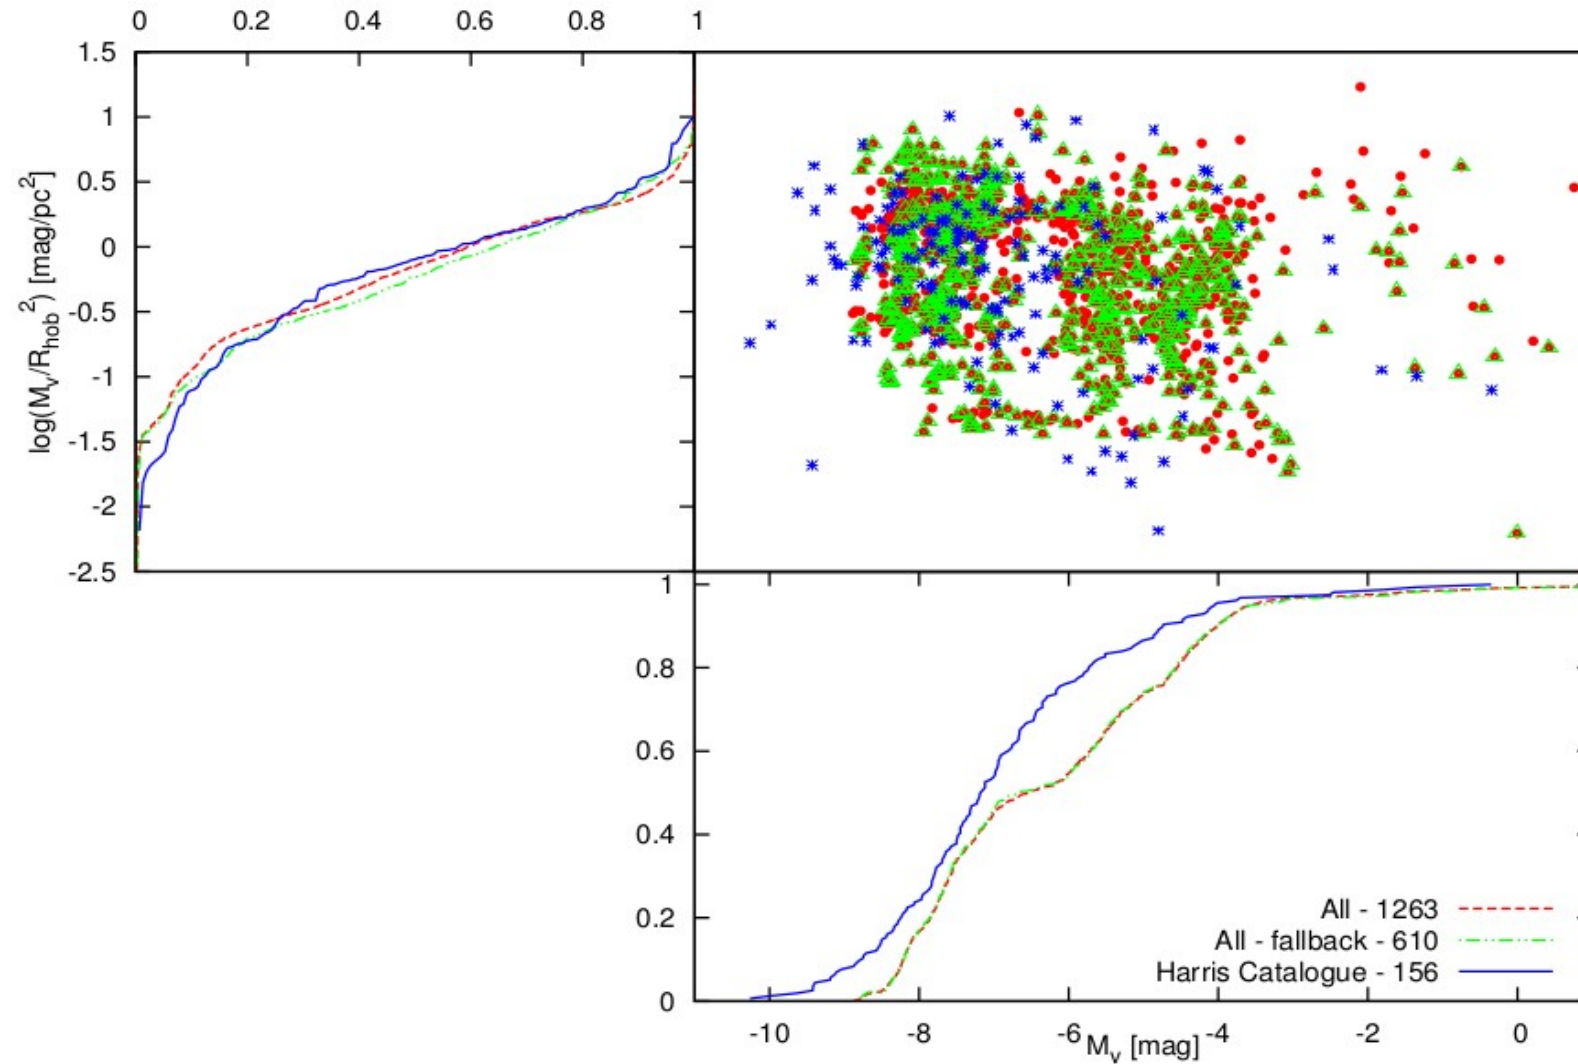 0 0.2 0.4 0.6 0.8 1
1.5
1
0.5
0
-0.5
-1
-1.5
-2
-2.5
log(M_v/R_hob^2) [mag/pc^2]
1
0.8
0.6
0.4
0.2
0
All - 1263
All - fallback - 610
Harris Catalogue - 156
-10 -8 -6 -4 -2 0
M_v [mag]